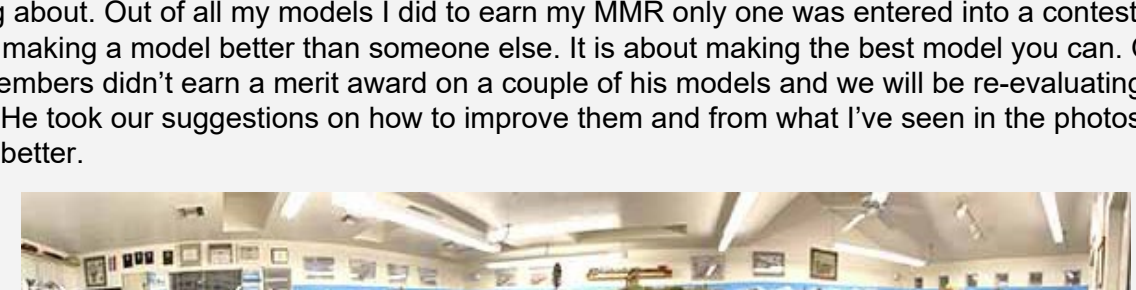 g about. Out of all my models I did to earn my MMR only one was entered into a contest
making a model better than someone else. It is about making the best model you can.
embers didn’t earn a merit award on a couple of his models and we will be re-evaluating
He took our suggestions on how to improve them and from what I’ve seen in the photos
better.